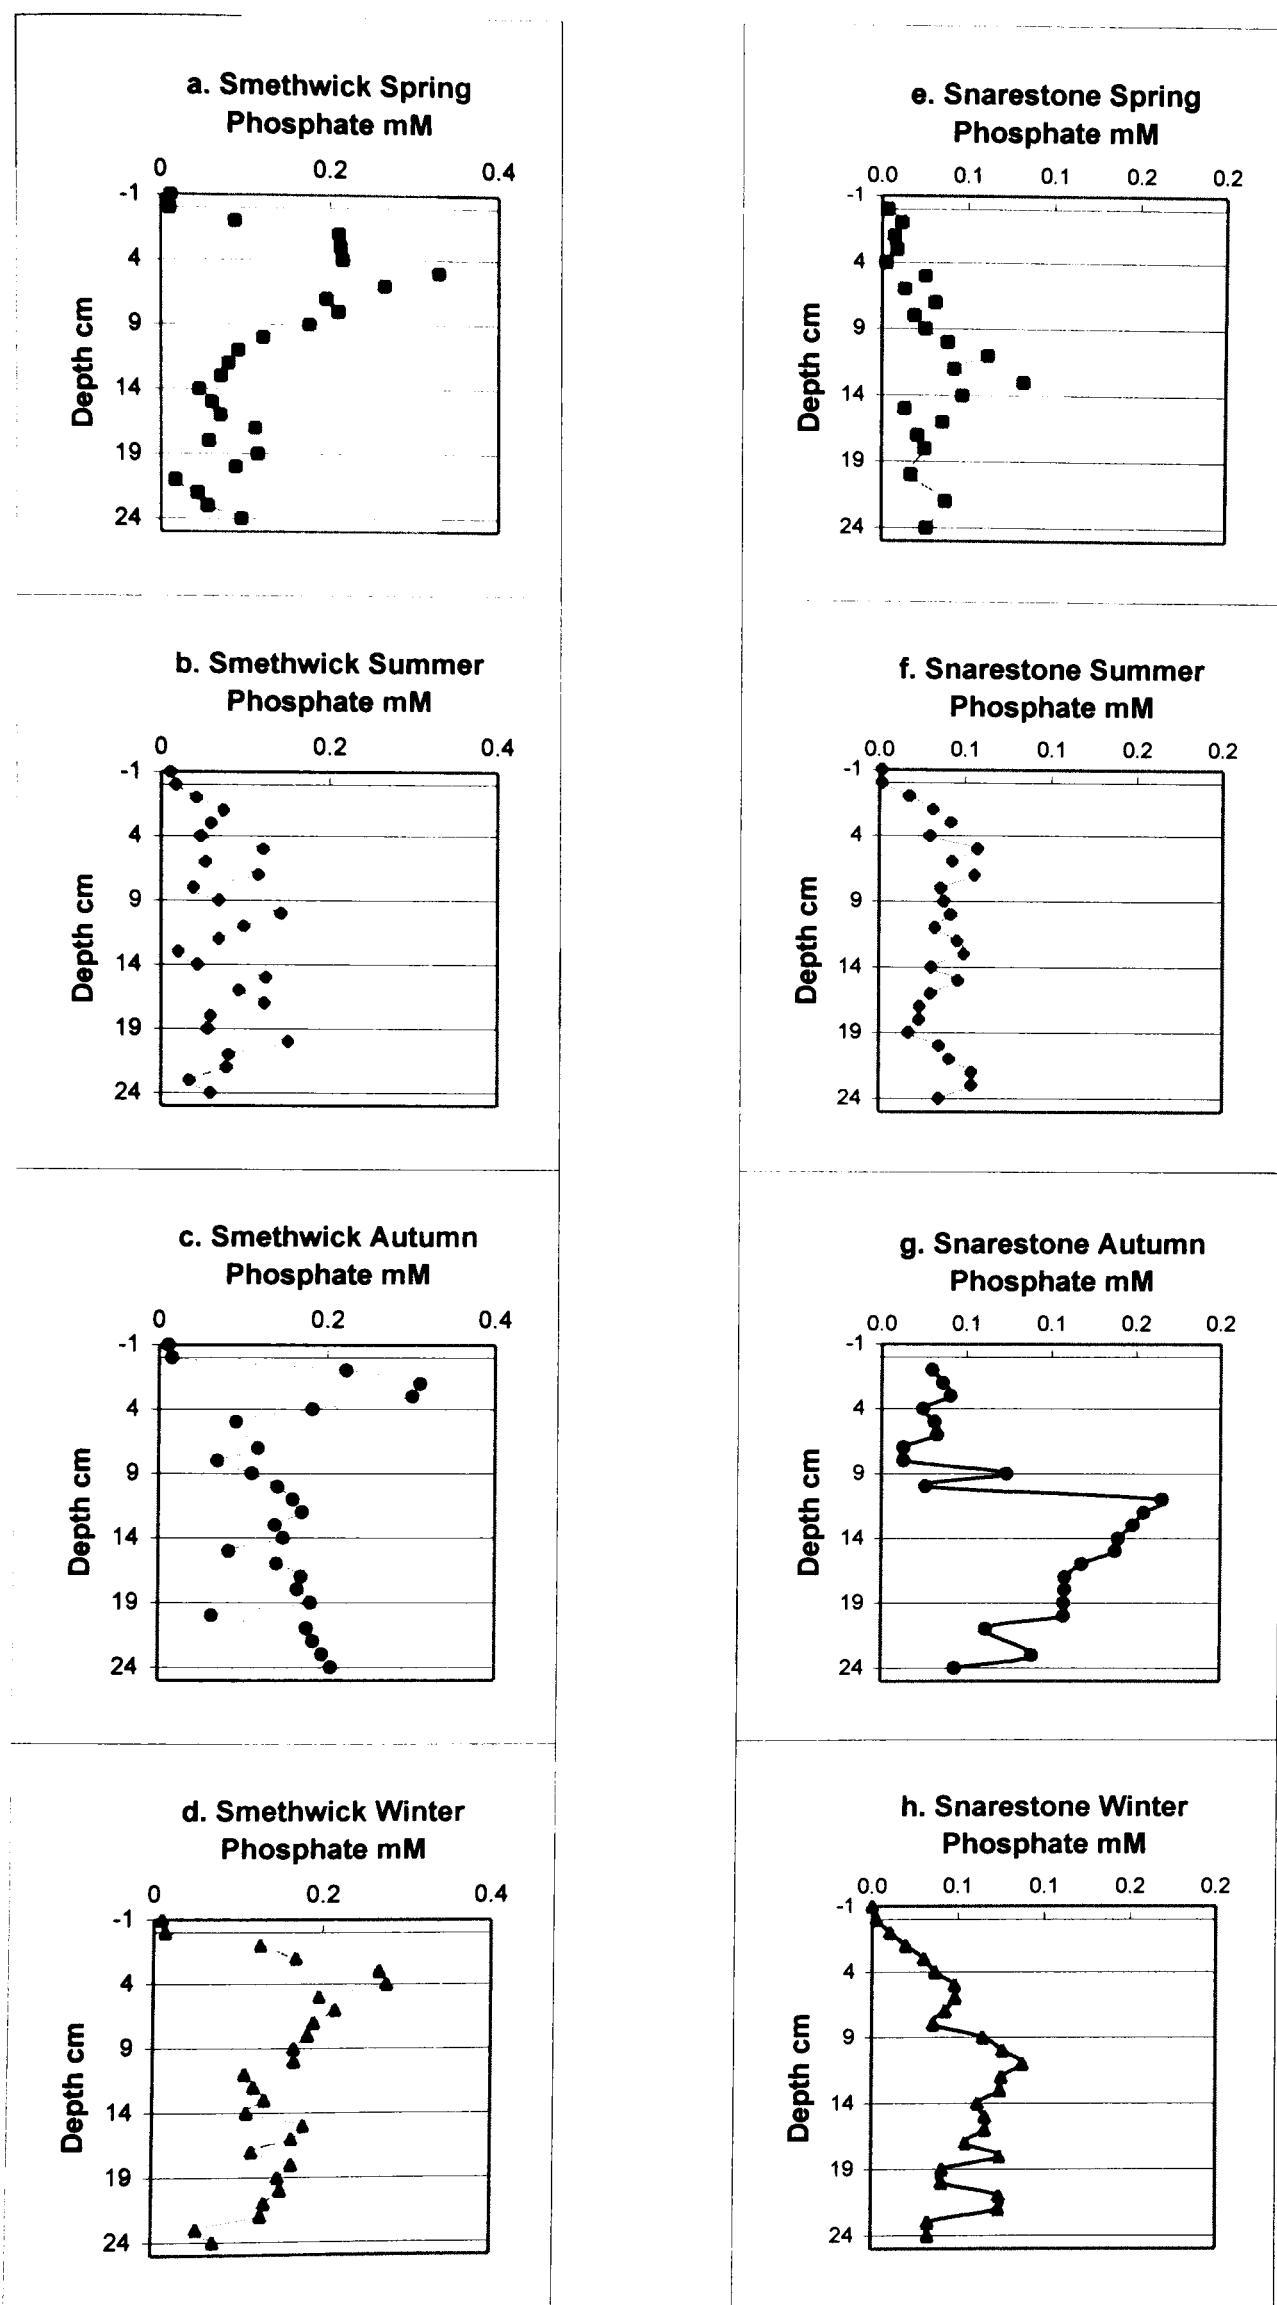 a. Smethwick Spring
Phosphate mM
0 0.2 0.4
-1
4
9
14
19
24
Depth cm
b. Smethwick Summer
Phosphate mM
0 0.2 0.4
-1
4
9
14
19
24
Depth cm
c. Smethwick Autumn
Phosphate mM
0 0.2 0.4
-1
4
9
14
19
24
Depth cm
d. Smethwick Winter
Phosphate mM
0 0.2 0.4
-1
4
9
14
19
24
Depth cm
e. Snarestone Spring
Phosphate mM
0.0 0.1 0.1 0.2 0.2
-1
4
9
14
19
24
Depth cm
f. Snarestone Summer
Phosphate mM
0.0 0.1 0.1 0.2 0.2
-1
4
9
14
19
24
Depth cm
g. Snarestone Autumn
Phosphate mM
0.0 0.1 0.1 0.2 0.2
-1
4
9
14
19
24
Depth cm
h. Snarestone Winter
Phosphate mM
0.0 0.1 0.1 0.2 0.2
-1
4
9
14
19
24
Depth cm